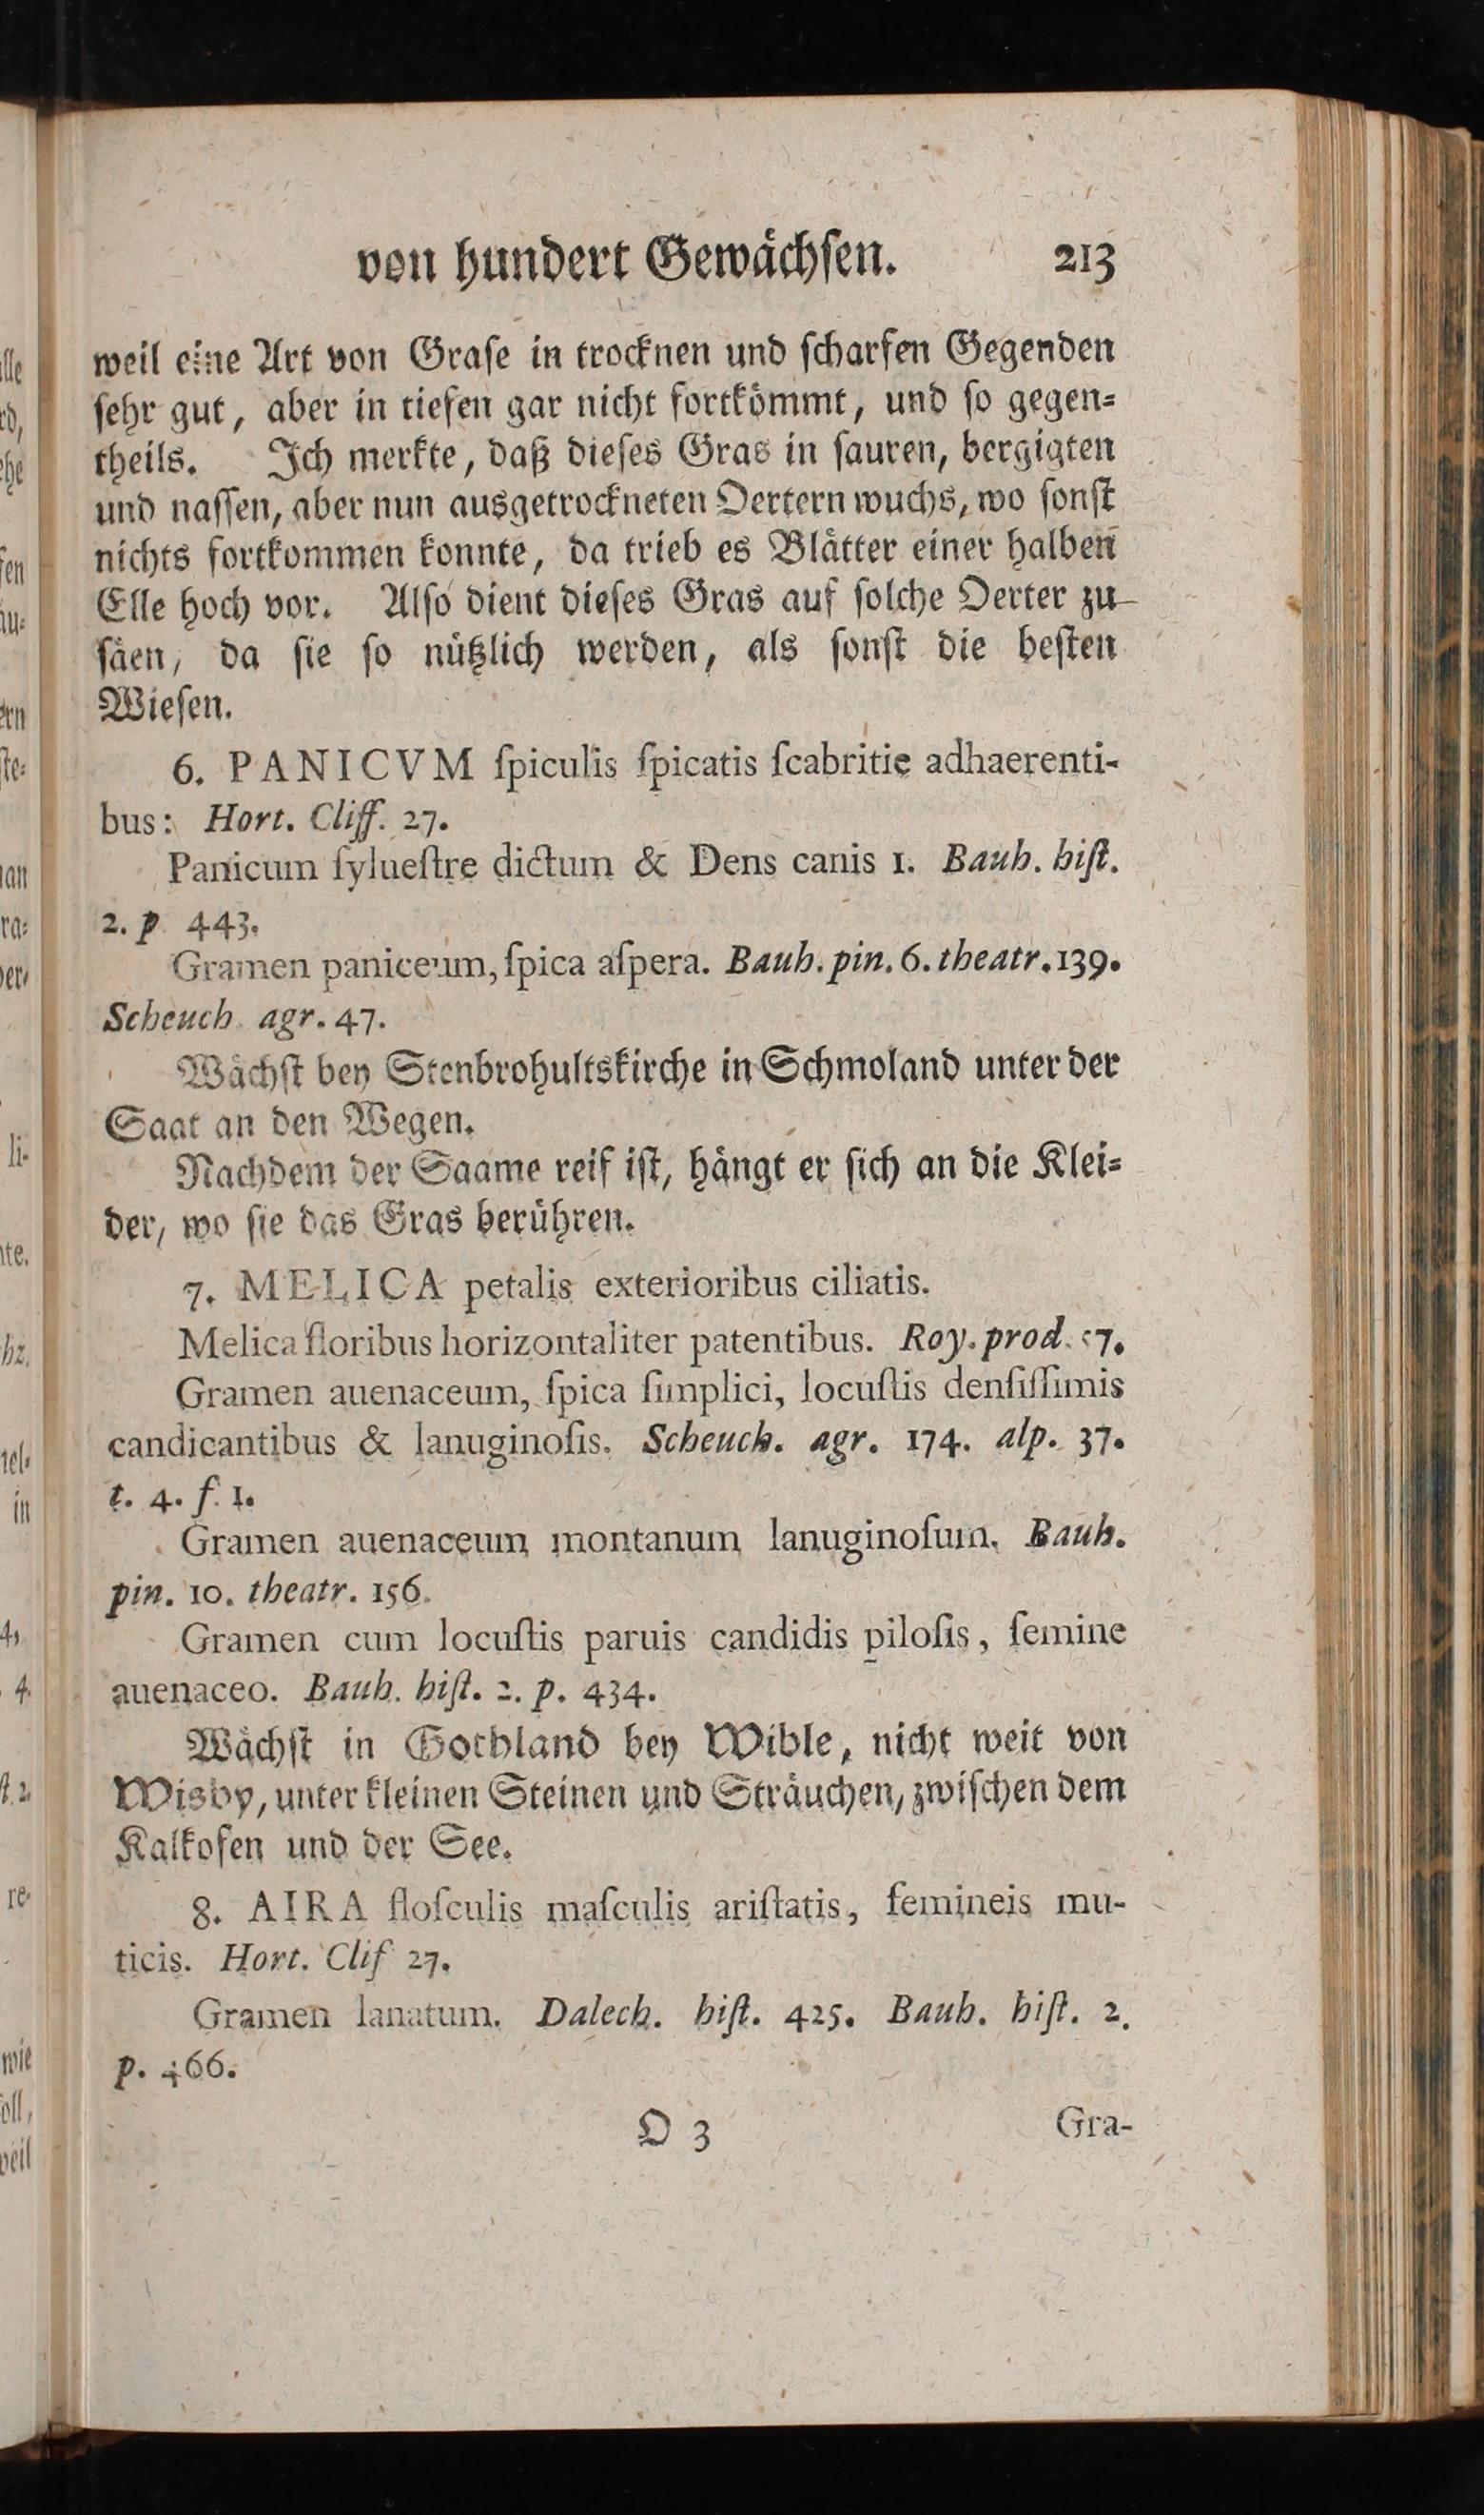 von hundert Gewächſen. 213
weil eine Art von Graſe in trocknen und ſcharfen Gegenden
ſehr gut, aber in tiefen gar nicht fortkömmt, und ſo gegen-
theils. Ich merkte, daß dieſes Gras in ſauren, bergigten
und naſſen, aber nun ausgetrockneten Oertern wuchs, wo ſonſt
nichts fortkommen konnte, da trieb es Blätter einer halben
Elle hoch vor. Alſo dient dieſes Gras auf ſolche Oerter zu
ſäen, da ſie ſo nützlich werden, als ſonſt die beſten
Wieſen.
6. PANICVM ſpiculis ſpicatis ſcabritie adhaerenti-
bus: Hort. Cliff. 27.
Panicum ſylueſtre dictum & Dens canis 1. Bauh. hiſt.
2. p. 443.
Gramen paniceum, ſpica aſpera. Bauh. pin. 6. theatr. 139.
Scheuch. agr. 47.
Wächſt bey Stenbrohultskirche in Schmoland unter der
Saat an den Wegen.
Nachdem der Saame reif iſt, hängt er ſich an die Klei-
der, wo ſie das Gras berühren.
7. MELICA petalis exterioribus ciliatis.
Melica floribus horizontaliter patentibus. Roy. prod. 57.
Gramen auenaceum, ſpica ſimplici, locuſtis denſiſſimis
candicantibus & lanuginoſis. Scheuch. agr. 174. alp. 37.
t. 4. f. 1.
Gramen auenaceum montanum lanuginoſum. Bauh.
pin. 10. theatr. 156.
Gramen cum locuſtis paruis candidis piloſis, ſemine
auenaceo. Bauh. hiſt. 2. p. 434.
Wächſt in Gothland bey Wible, nicht weit von
Wisby, unter kleinen Steinen und Sträuchen, zwiſchen dem
Kalkofen und der See.
8. AIRA floſculis maſculis ariſtatis, femineis mu-
ticis. Hort. Clif 27.
Gramen lanatum. Dalech. hiſt. 425. Bauh. hiſt. 2.
p. 466.
O 3 Gra-